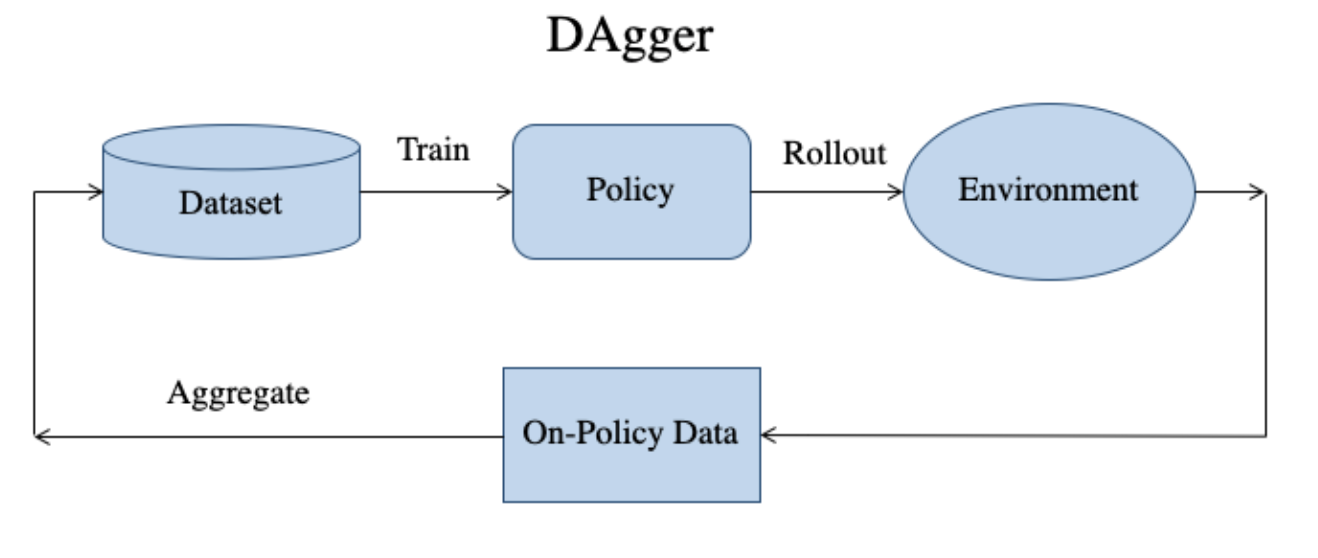 DAgger
Train
Rollout
Dataset
Policy
Environment
Aggregate
On-Policy Data